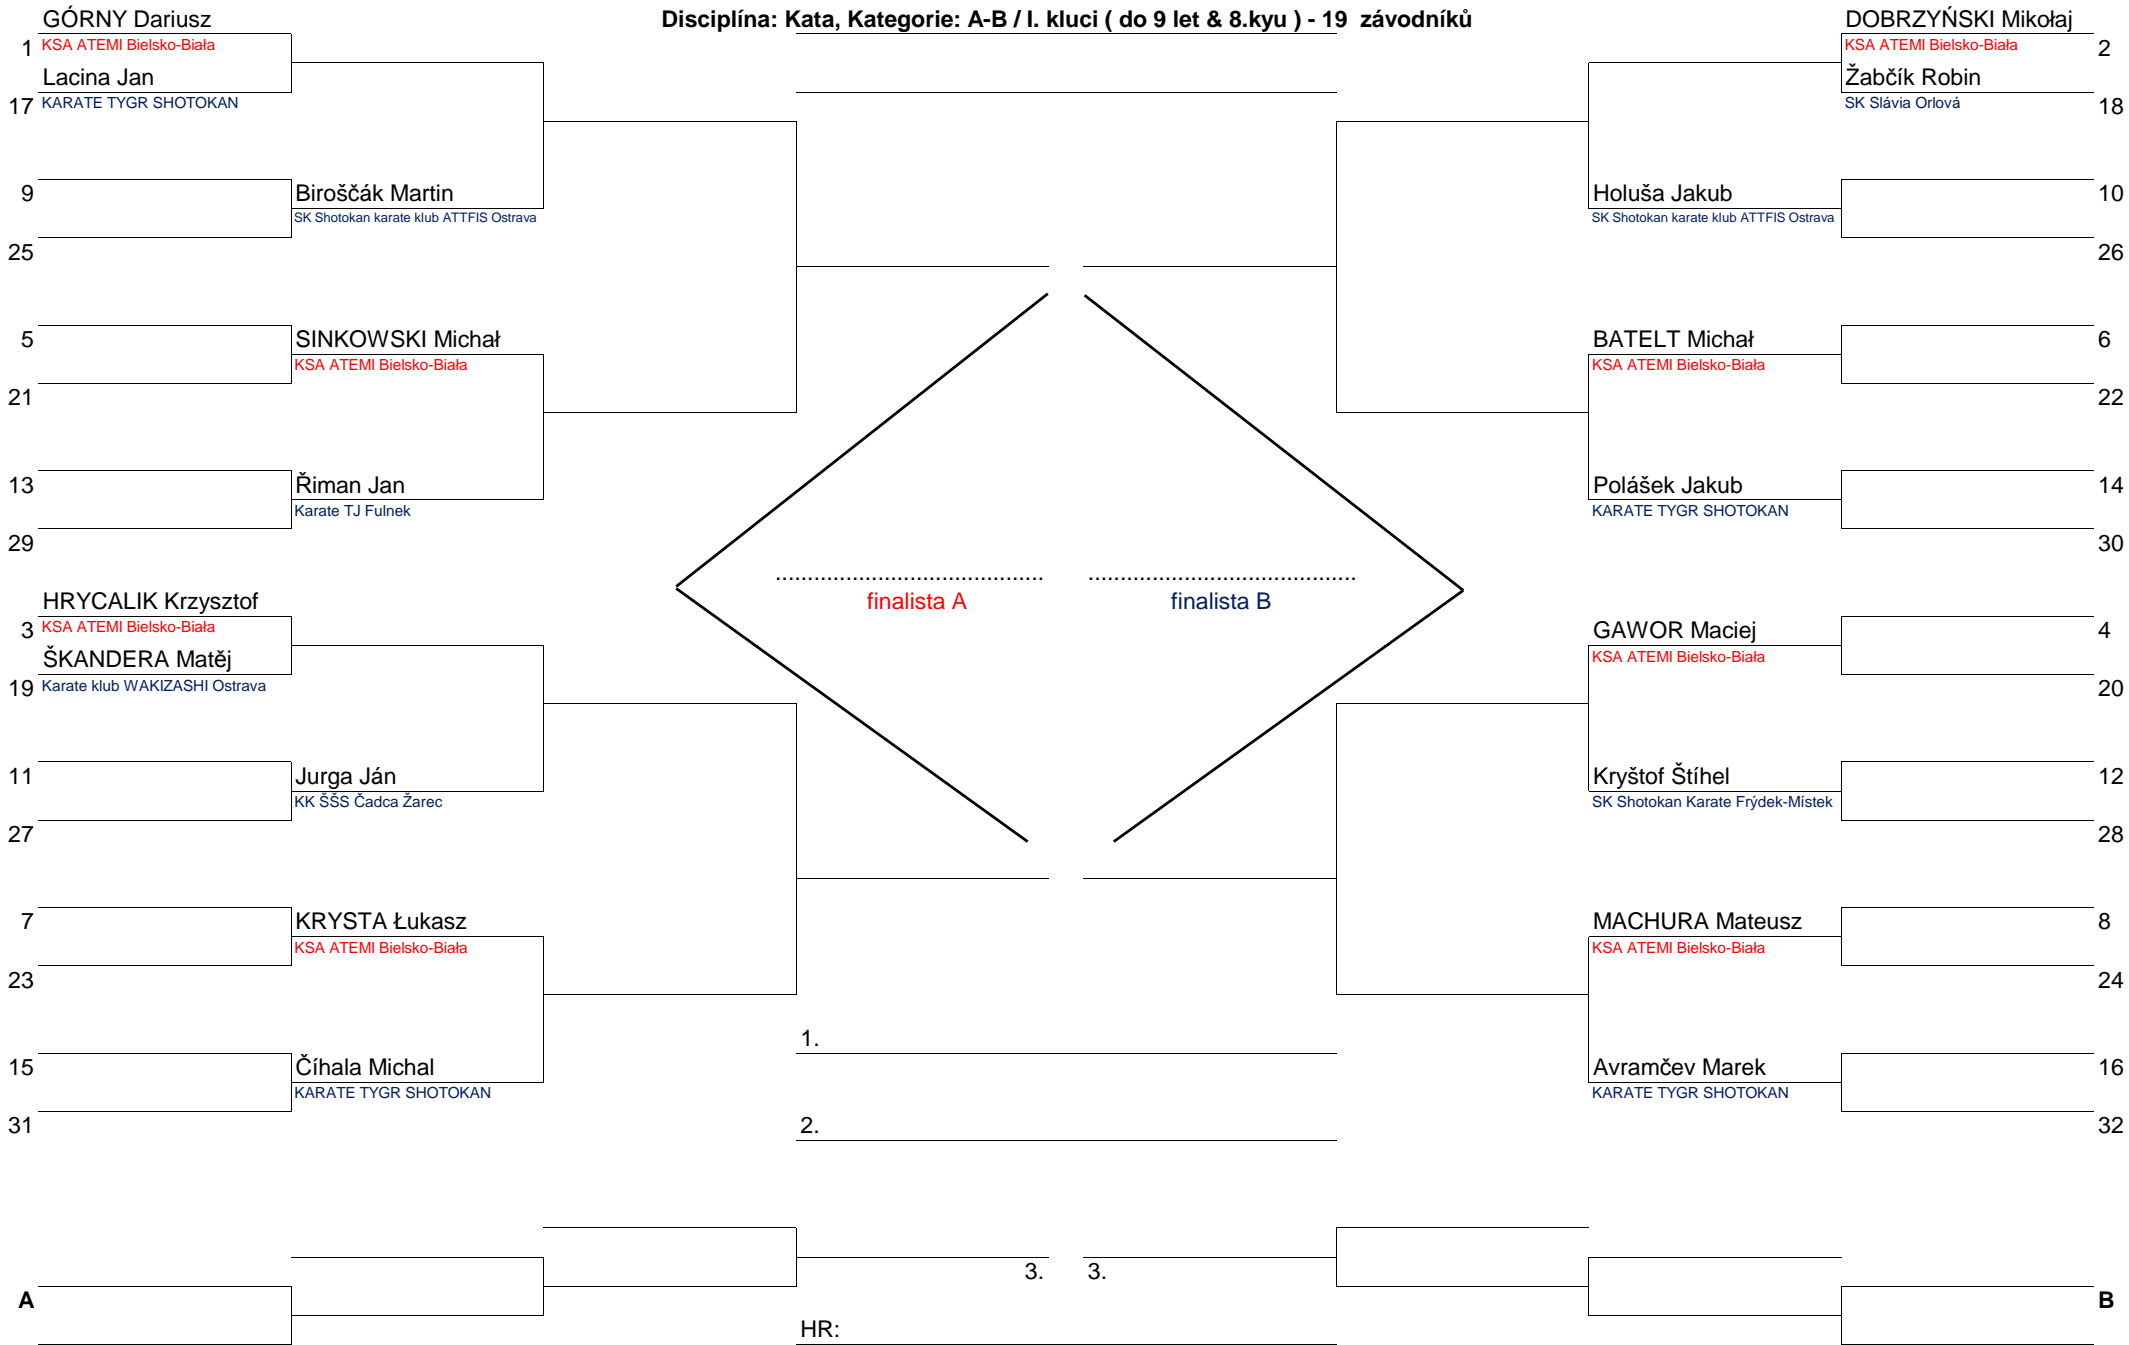 Disciplína: Kata, Kategorie: A-B / I. kluci ( do 9 let & 8.kyu ) - 19 závodníků
GÓRNY Dariusz
1 KSA ATEMI Bielsko-Biała
Lacina Jan
17 KARATE TYGR SHOTOKAN
9
Biroščák Martin
SK Shotokan karate klub ATTFIS Ostrava
25
5
SINKOWSKI Michał
KSA ATEMI Bielsko-Biała
21
13
Říman Jan
Karate TJ Fulnek
29
HRYCALIK Krzysztof
3 KSA ATEMI Bielsko-Biała
ŠKANDERA Matěj
19 Karate klub WAKIZASHI Ostrava
11
Jurga Ján
KK ŠŠS Čadca Žarec
27
7
KRYSTA Łukasz
KSA ATEMI Bielsko-Biała
23
15
Číhala Michal
KARATE TYGR SHOTOKAN
31
A
.......................................... ..........................................
finalista A finalista B
1.
2.
3. 3.
HR:
DOBRZYŃSKI Mikołaj
KSA ATEMI Bielsko-Biała 2
Žabčík Robin
SK Slávia Orlová 18
Holuša Jakub
10
SK Shotokan karate klub ATTFIS Ostrava
26
BATELT Michał
6
KSA ATEMI Bielsko-Biała
22
Polášek Jakub
14
KARATE TYGR SHOTOKAN
30
GAWOR Maciej
4
KSA ATEMI Bielsko-Biała
20
Kryštof Štíhel
12
SK Shotokan Karate Frýdek-Místek
28
MACHURA Mateusz
8
KSA ATEMI Bielsko-Biała
24
Avramčev Marek
16
KARATE TYGR SHOTOKAN
32
B